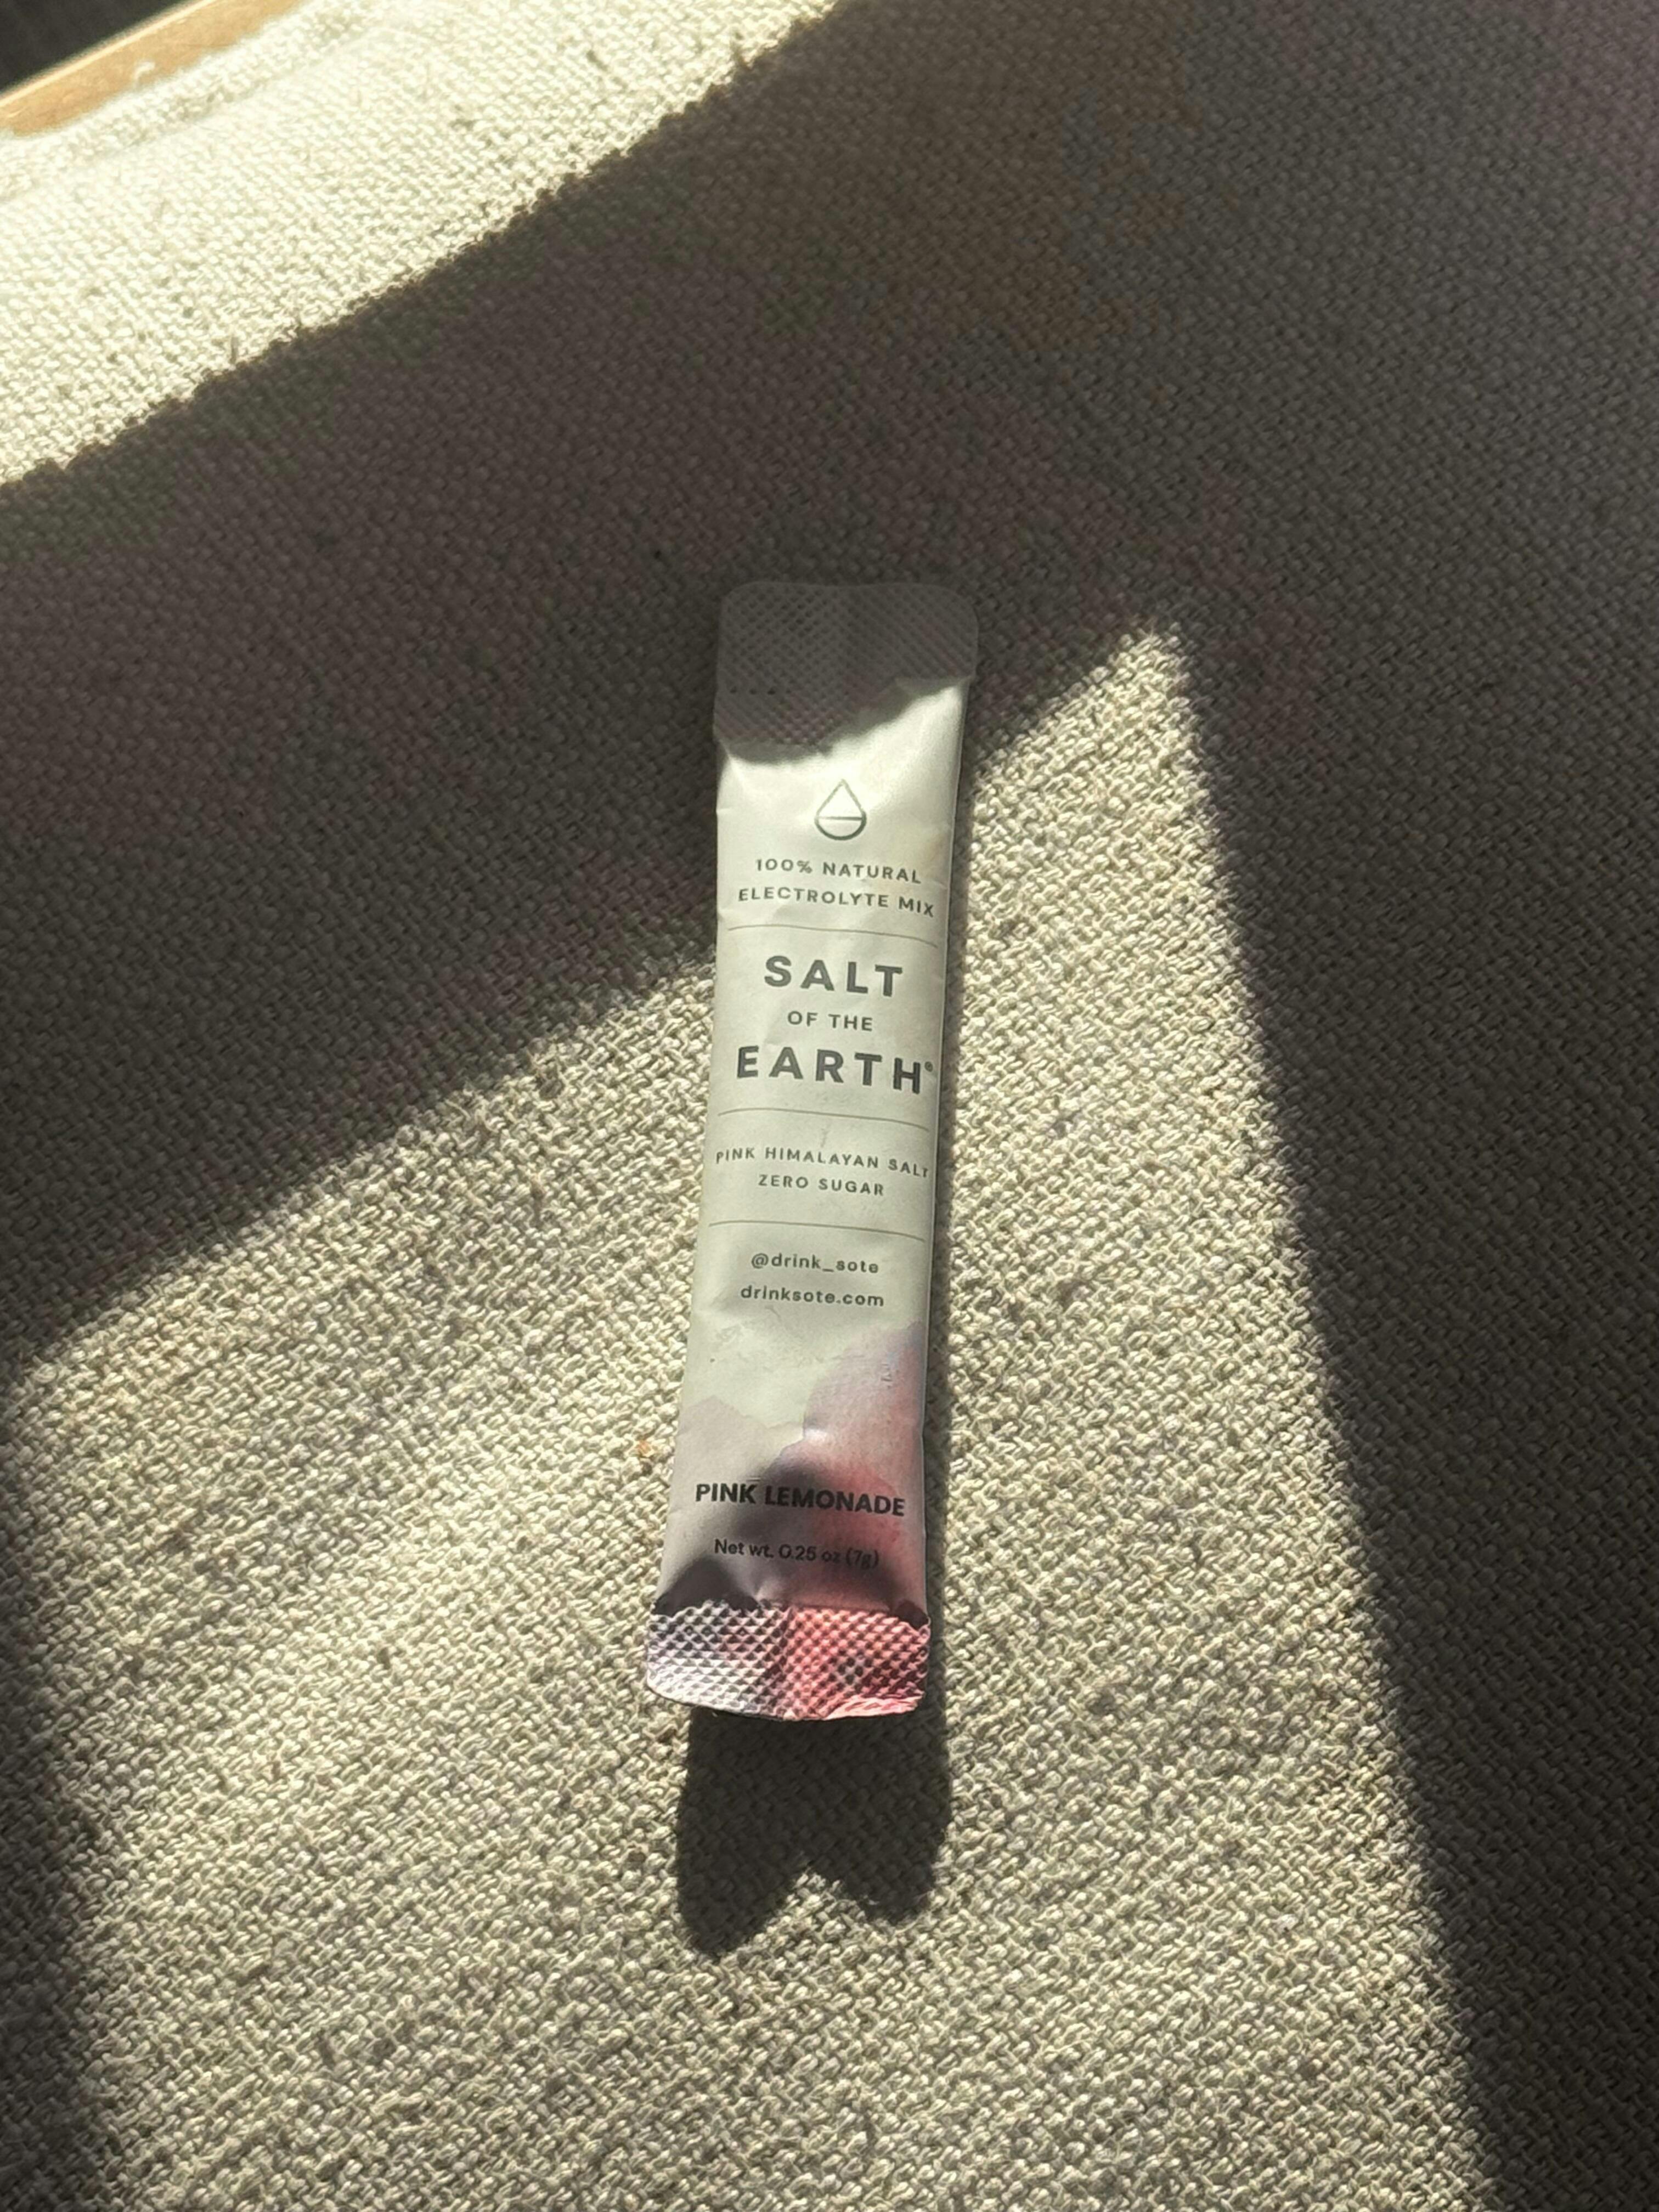 100% NATURAL
ELECTROLYTE MIX
SALT
OF THE
EARTH®
PINK HIMALAYAN SALT
ZERO SUGAR
@drink_sote
drinksote.com
PINK LEMONADE
Net wt. 0.25 oz (7g)